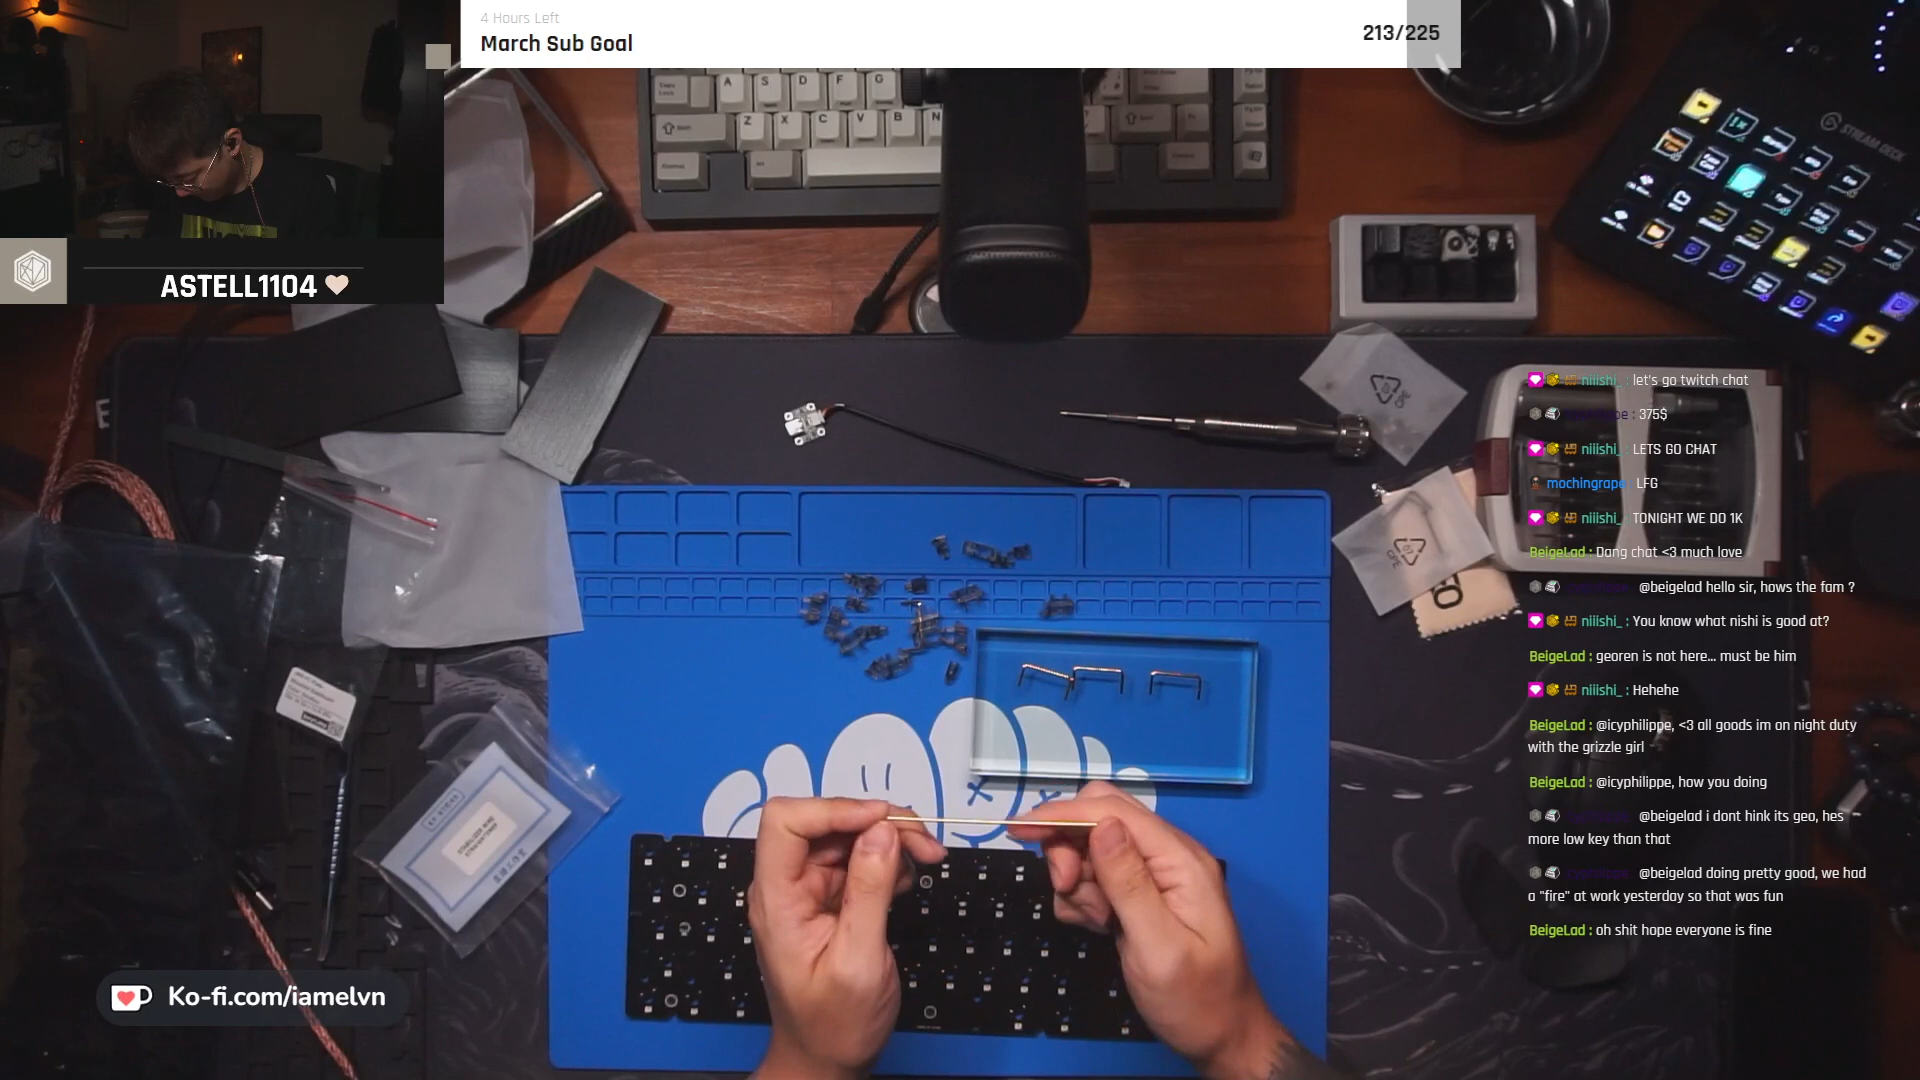 4 Hours Left
March Sub Goal
213/225
ASTELL1104
A S D F G
Z X C V B N
STREAM DECK
niiishi_ : let's go twitch chat
: 375$
niiishi_ : LETS GO CHAT
mochingrape : LFG
niiishi_ : TONIGHT WE DO 1K
BeigeLad : Dang chat <3 much love
@beigelad hello sir, hows the fam ?
niiishi_ : You know what nishi is good at?
BeigeLad : georen is not here... must be him
niiishi_ : Hehehe
BeigeLad : @icyphilippe, <3 all goods im on night duty
with the grizzle girl
BeigeLad : @icyphilippe, how you doing
@beigelad i dont hink its geo, hes
more low key than that
@beigelad doing pretty good, we had
a "fire" at work yesterday so that was fun
BeigeLad : oh shit hope everyone is fine
STABILIZER WIRE
STRAIGHTENER
Ko-fi.com/iamelvn